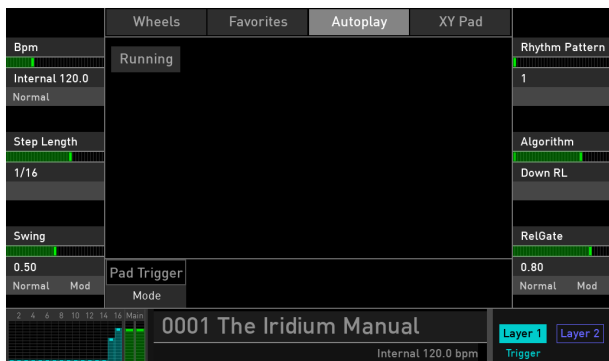 Wheels Favorites Autoplay XY Pad
Bpm
Internal 120.0
Normal
Step Length
1/16
Swing
0.50
Normal Mod
Running
Pad Trigger
Mode
Rhythm Pattern
1
Algorithm
Down RL
RelGate
0.80
Normal Mod
2 4 6 8 10 12 14 16 Main
0001 The Iridium Manual
Internal 120.0 bpm
Layer 1 Layer 2
Trigger